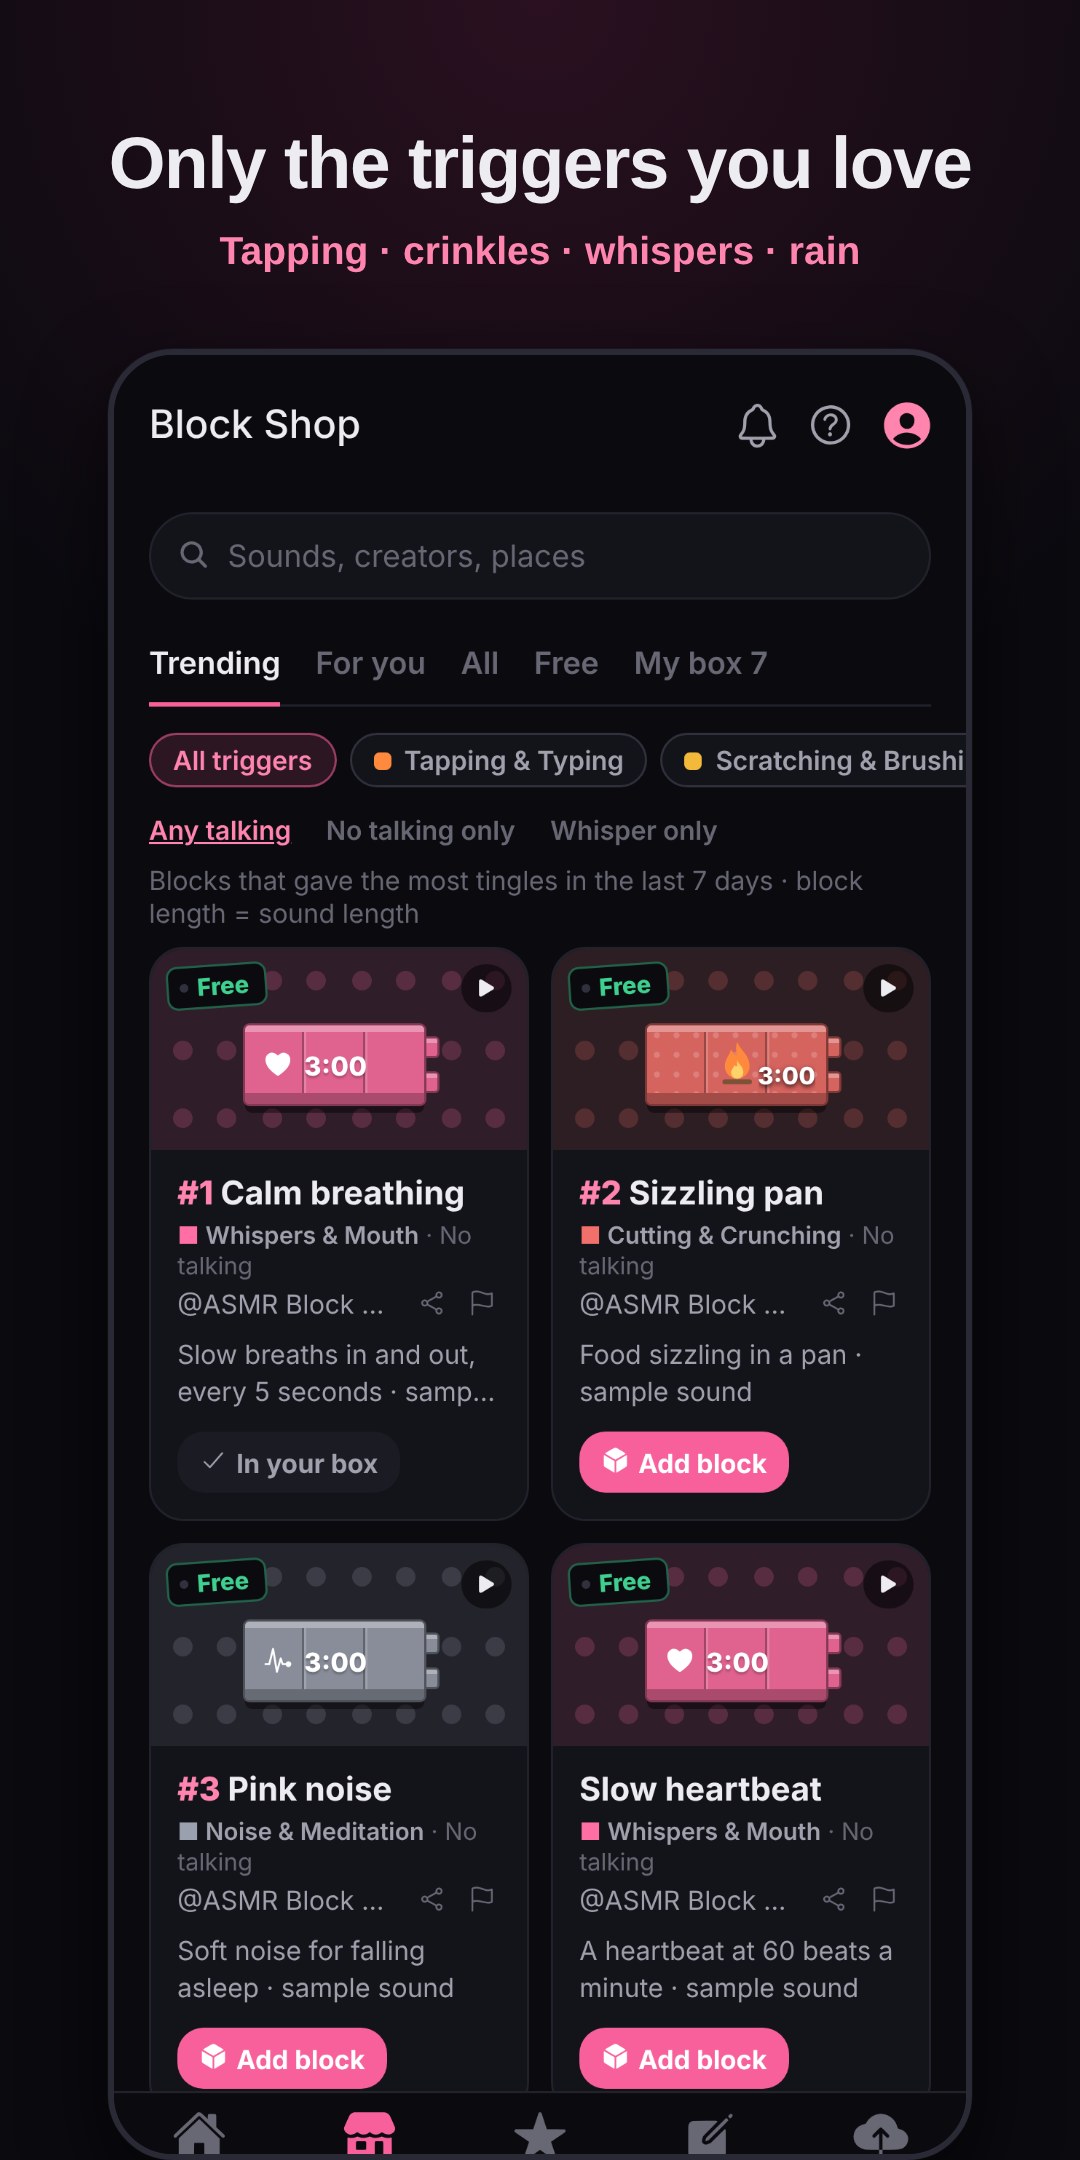 Only the triggers you love
Tapping · crinkles · whispers · rain
Block Shop
Sounds, creators, places
Trending For you All Free My box 7
All triggers Tapping & Typing Scratching & Brushi
Any talking No talking only Whisper only
Blocks that gave the most tingles in the last 7 days · block
length = sound length
Free
3:00
#1 Calm breathing
Whispers & Mouth · No
talking
@ASMR Block ...
Slow breaths in and out,
every 5 seconds · samp...
In your box
Free
3:00
#2 Sizzling pan
Cutting & Crunching · No
talking
@ASMR Block ...
Food sizzling in a pan ·
sample sound
Add block
Free
3:00
#3 Pink noise
Noise & Meditation · No
talking
@ASMR Block ...
Soft noise for falling
asleep · sample sound
Add block
Free
3:00
Slow heartbeat
Whispers & Mouth · No
talking
@ASMR Block ...
A heartbeat at 60 beats a
minute · sample sound
Add block